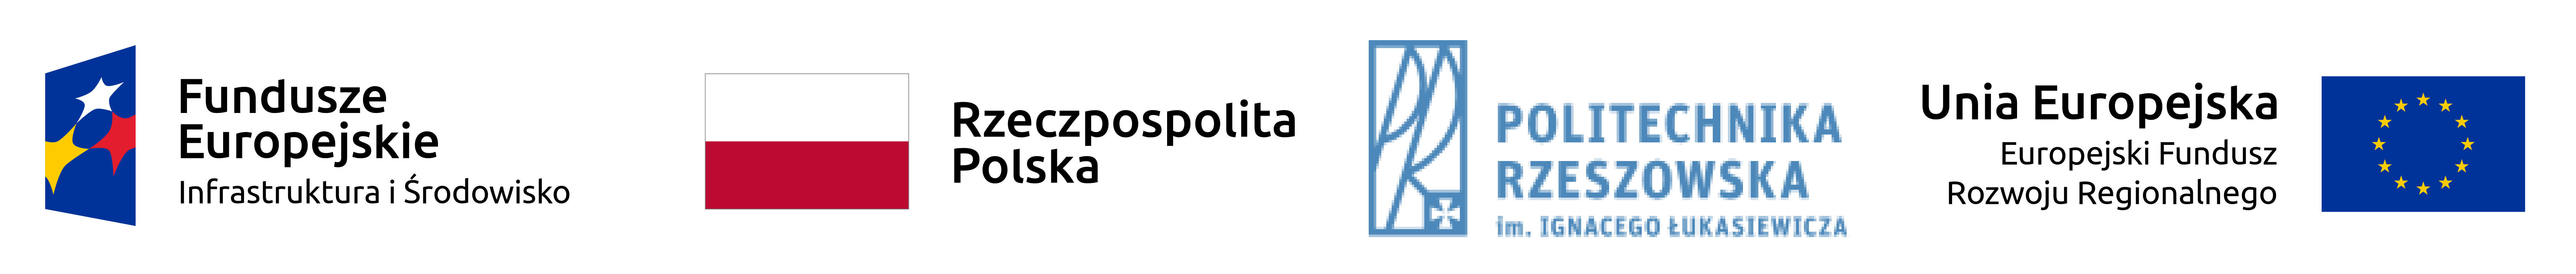 Fundusze
Europejskie
Infrastruktura i Środowisko
Rzeczpospolita
Polska
POLITECHNIKA
RZESZOWSKA
im. IGNACEGO ŁUKASIEWICZA
Unia Europejska
Europejski Fundusz
Rozwoju Regionalnego